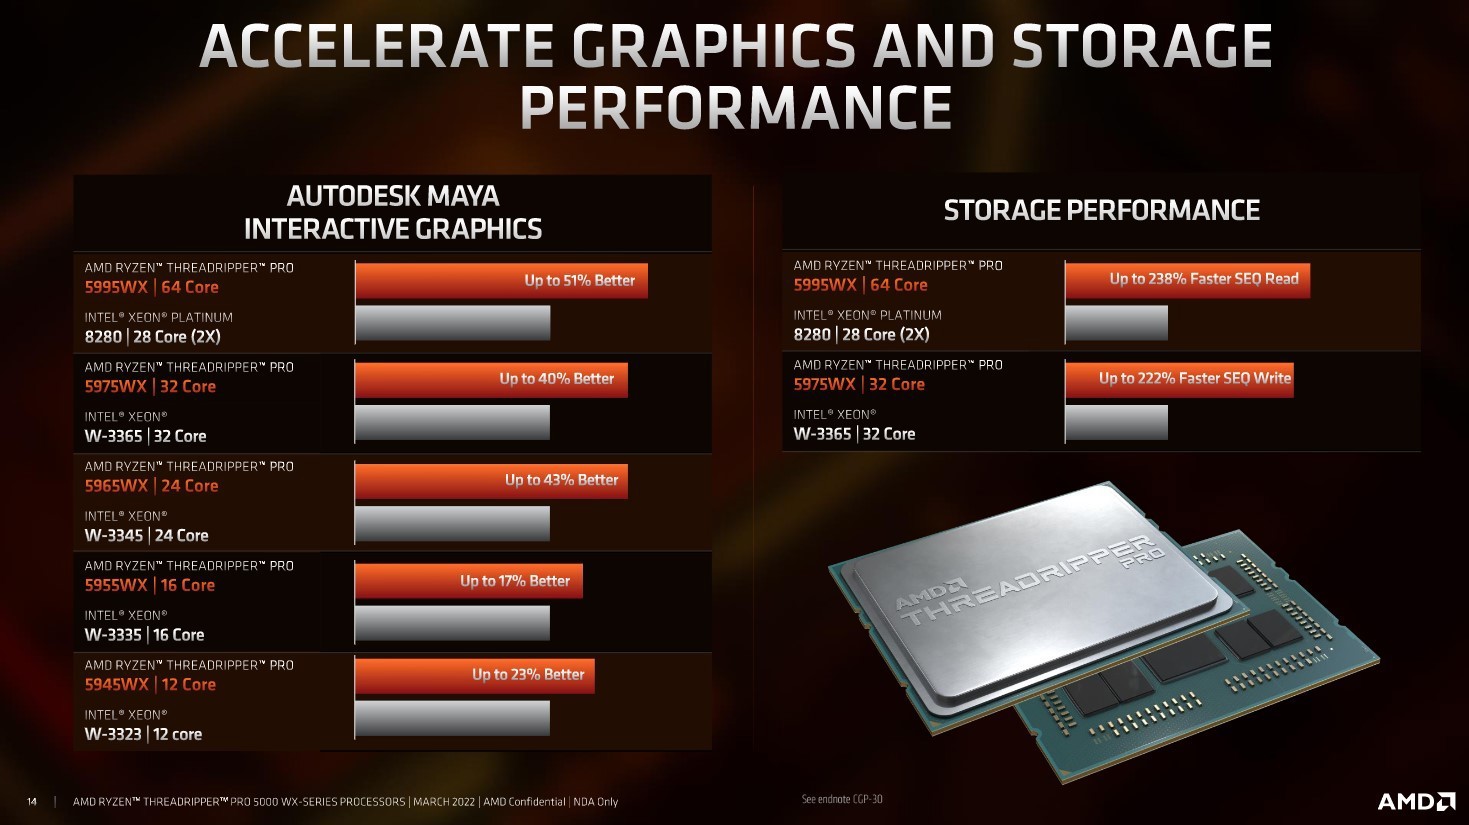 ACCELERATE GRAPHICS AND STORAGE
PERFORMANCE
AUTODESK MAYA
INTERACTIVE GRAPHICS
AMD RYZEN™ THREADRIPPER™ PRO
5995WX | 64 Core
Up to 51% Better
INTEL® XEON® PLATINUM
8280 | 28 Core (2X)
AMD RYZEN™ THREADRIPPER™ PRO
5975WX | 32 Core
Up to 40% Better
INTEL® XEON®
W-3365 | 32 Core
AMD RYZEN™ THREADRIPPER™ PRO
5965WX | 24 Core
Up to 43% Better
INTEL® XEON®
W-3345 | 24 Core
AMD RYZEN™ THREADRIPPER™ PRO
5955WX | 16 Core
Up to 17% Better
INTEL® XEON®
W-3335 | 16 Core
AMD RYZEN™ THREADRIPPER™ PRO
5945WX | 12 Core
Up to 23% Better
INTEL® XEON®
W-3323 | 12 core
STORAGE PERFORMANCE
AMD RYZEN™ THREADRIPPER™ PRO
5995WX | 64 Core
Up to 238% Faster SEQ Read
INTEL® XEON® PLATINUM
8280 | 28 Core (2X)
AMD RYZEN™ THREADRIPPER™ PRO
5975WX | 32 Core
Up to 222% Faster SEQ Write
INTEL® XEON®
W-3365 | 32 Core
AMD
THREADRIPPER
PRO
14 | AMD RYZEN™ THREADRIPPER™ PRO 5000 WX-SERIES PROCESSORS | MARCH 2022 | AMD Confidential | NDA Only
See endnote CGP-30
AMD